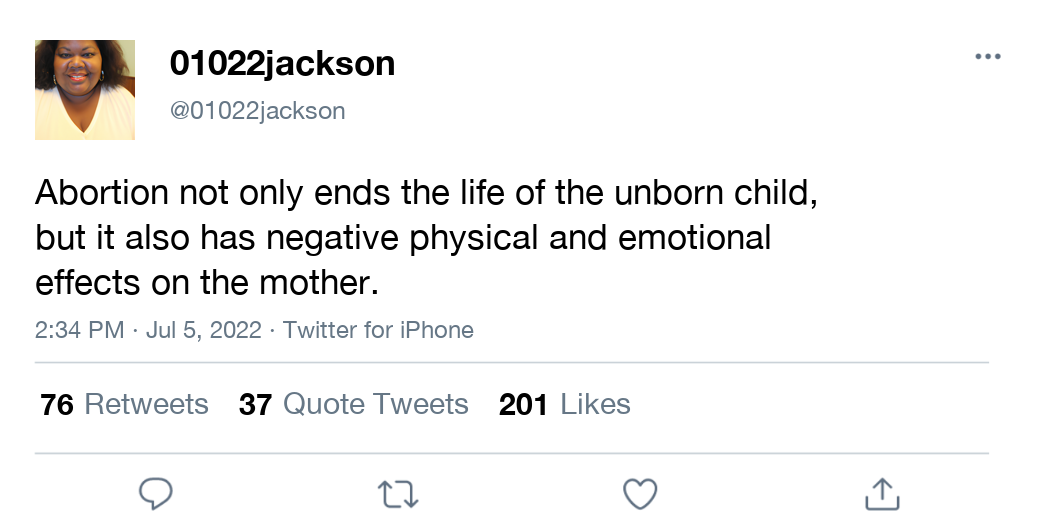 01022jackson
@01022jackson
Abortion not only ends the life of the unborn child,
but it also has negative physical and emotional
effects on the mother.
2:34 PM · Jul 5, 2022 · Twitter for iPhone
76 Retweets 37 Quote Tweets 201 Likes